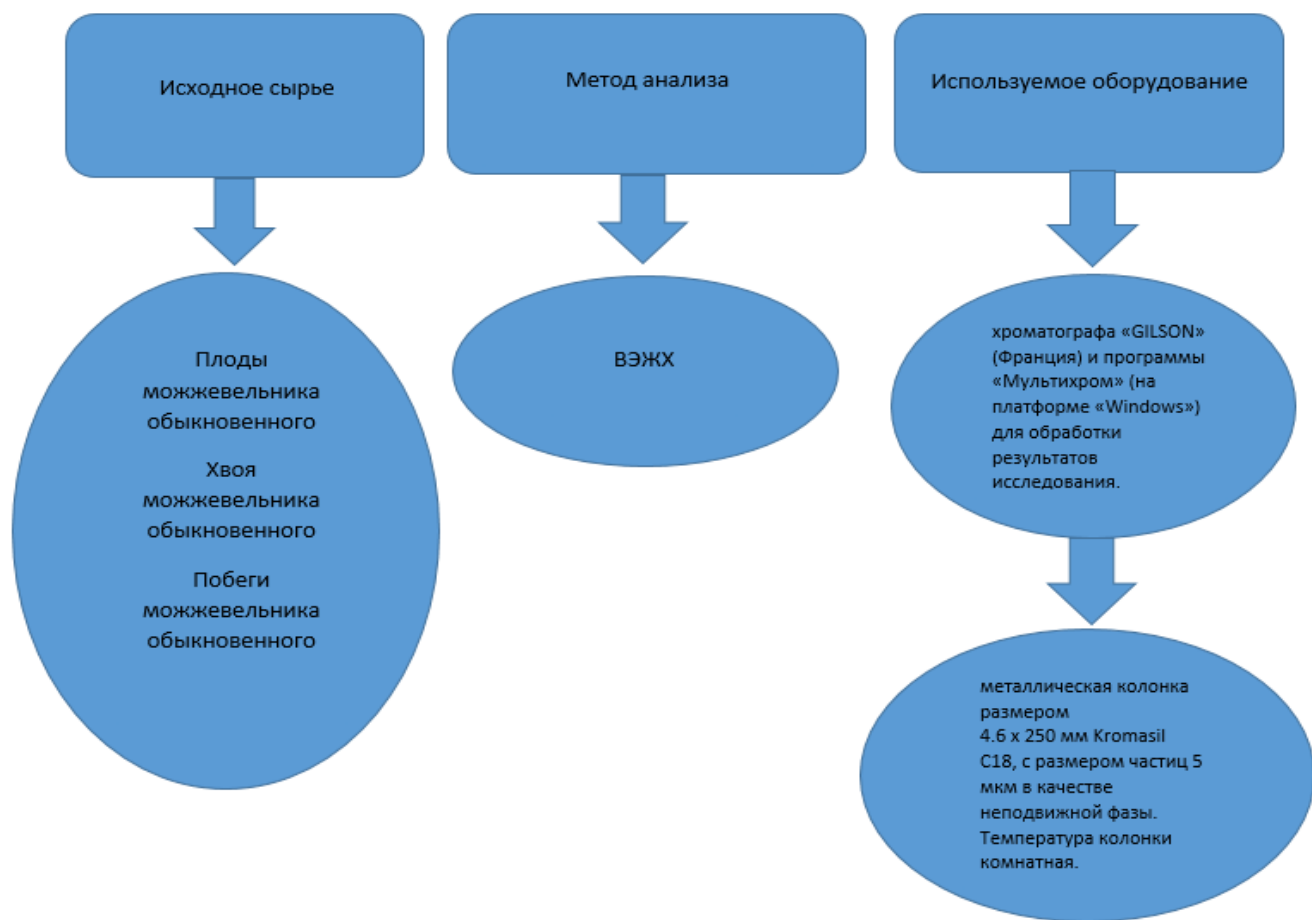 Исходное сырье
Метод анализа
Используемое оборудование
Плоды
можжевельника
обыкновенного
Хвоя
можжевельника
обыкновенного
Побеги
можжевельника
обыкновенного
ВЭЖХ
хроматографа «GILSON»
(Франция) и программы
«Мультихром» (на
платформе «Windows»)
для обработки
результатов
исследования.
металлическая колонка
размером
4.6 х 250 мм Kromasil
C18, с размером частиц 5
мкм в качестве
неподвижной фазы.
Температура колонки
комнатная.